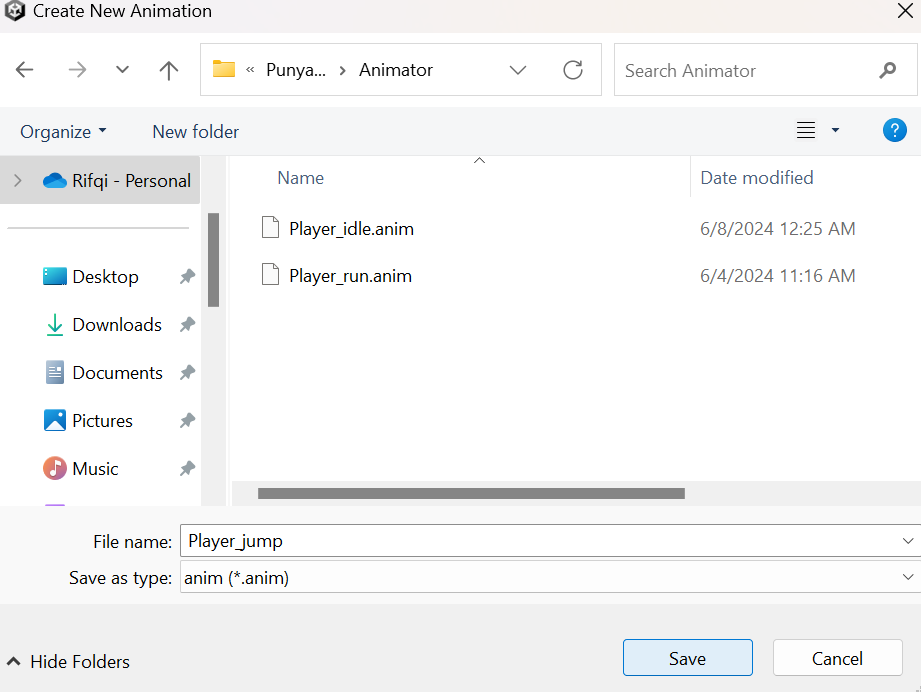 Create New Animation
« Punya... > Animator
Search Animator
Organize
New folder
?
Rifqi - Personal
Desktop
Downloads
Documents
Pictures
Music
Name
Date modified
Player_idle.anim
6/8/2024 12:25 AM
Player_run.anim
6/4/2024 11:16 AM
File name: Player_jump
Save as type: anim (*.anim)
Hide Folders
Save
Cancel